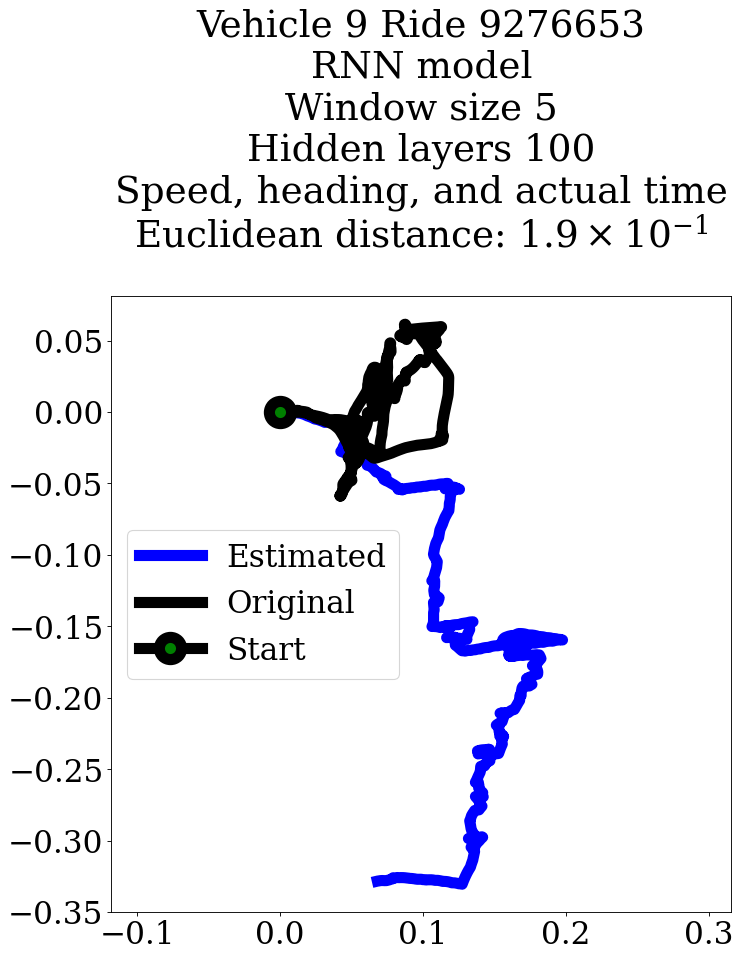 Vehicle 9 Ride 9276653
RNN model
Window size 5
Hidden layers 100
Speed, heading, and actual time
Euclidean distance: 1.9 × 10⁻¹
0.05
0.00
−0.05
−0.10
−0.15
−0.20
−0.25
−0.30
−0.35
Estimated
Original
Start
−0.1
0.0
0.1
0.2
0.3